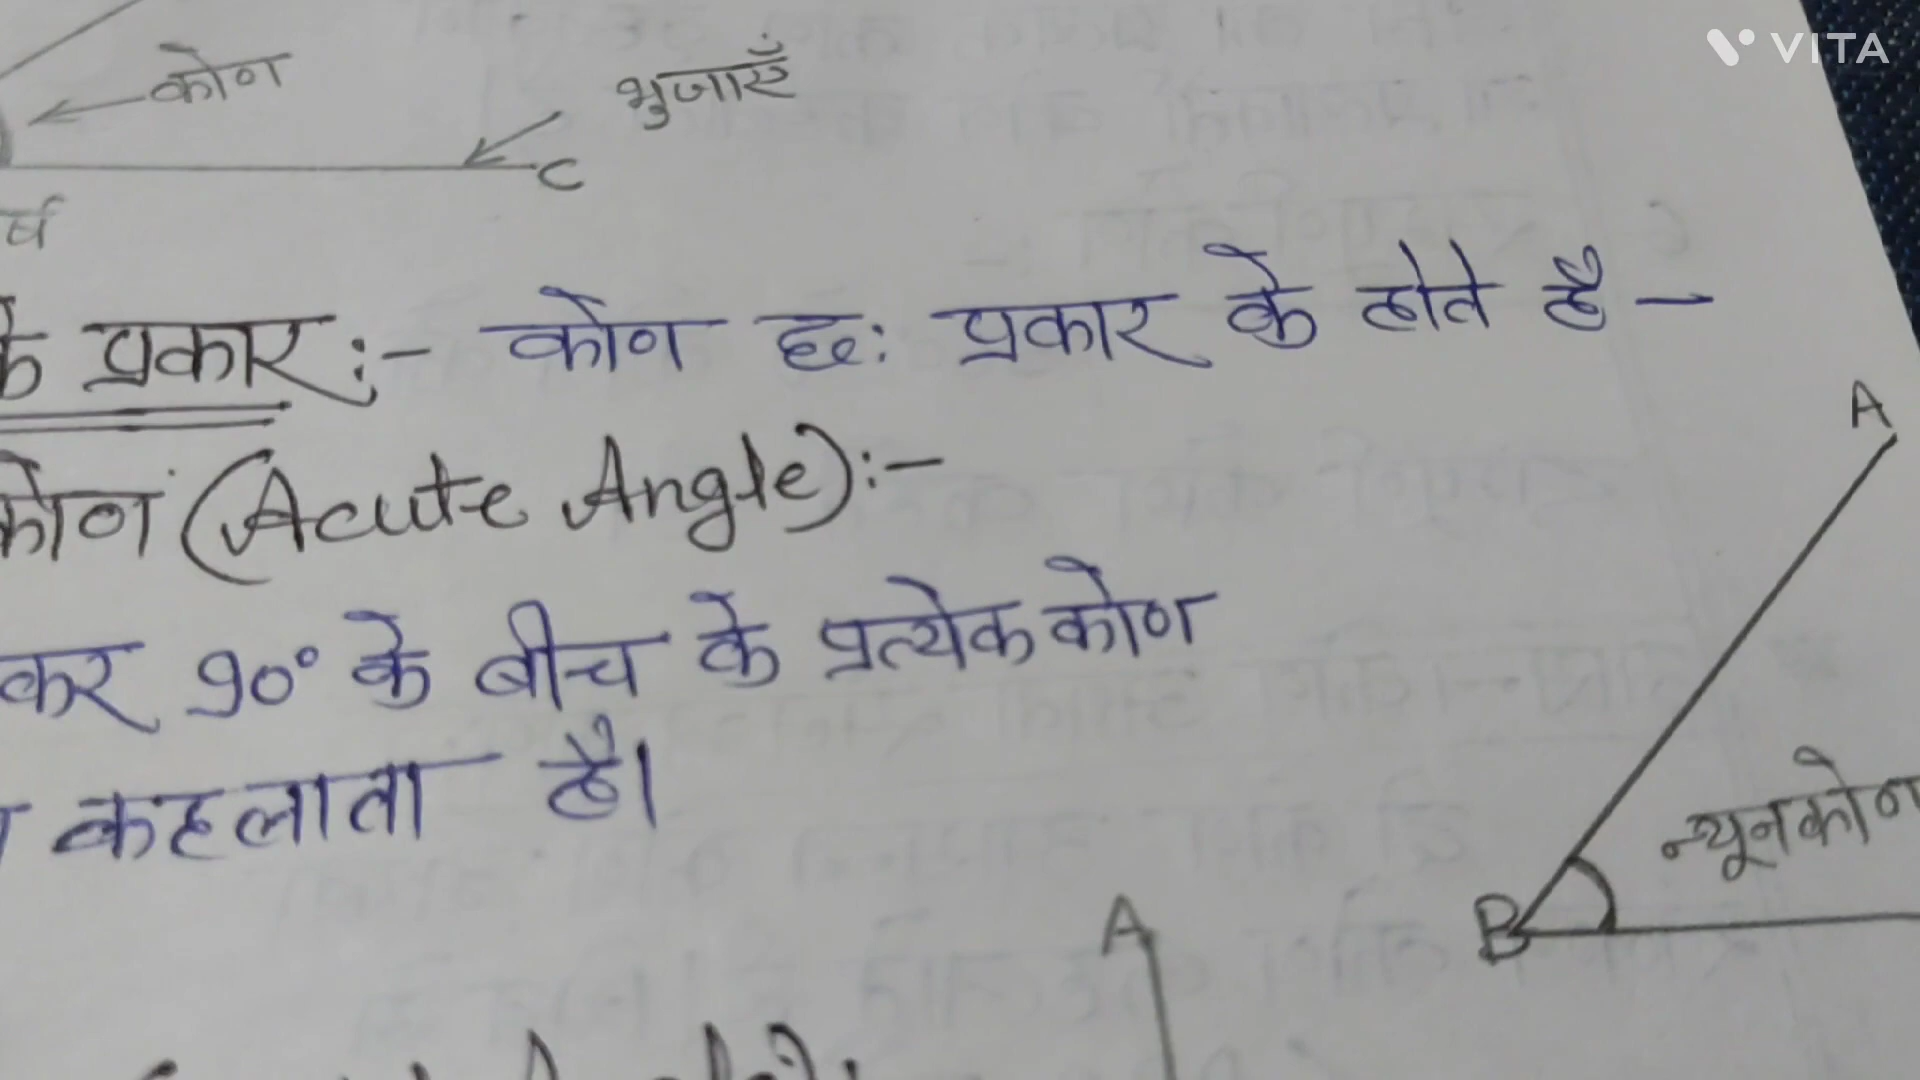 VITA
कोण
भुजाएँ
C
र्ष
के प्रकार :- कोण छः प्रकार के होते है -
कोण (Acute Angle):-
A
कर 90° के बीच के प्रत्येक कोण
कहलाता है।
न्यूनकोण
B
A